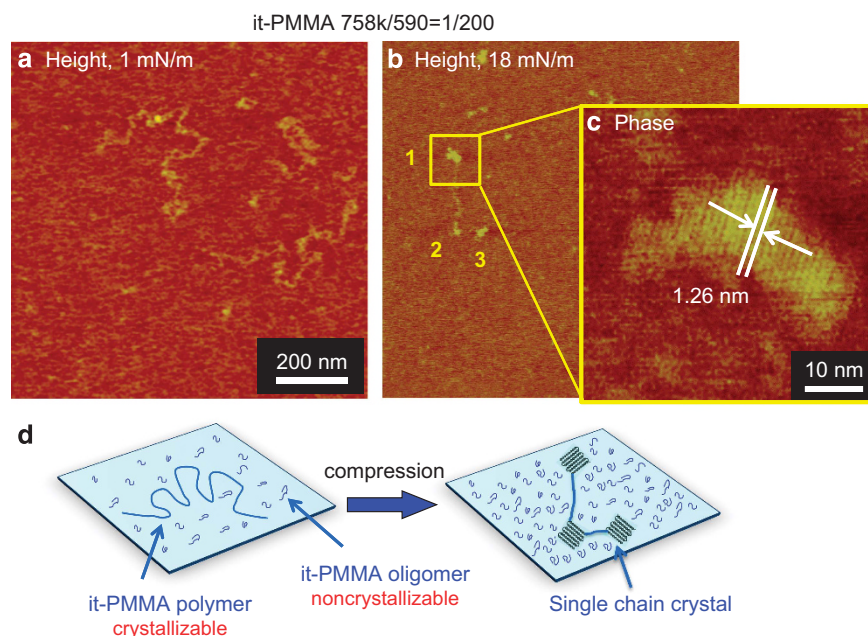 it-PMMA 758k/590=1/200
a Height, 1 mN/m
200 nm
b Height, 18 mN/m
1
2
3
c Phase
1.26 nm
10 nm
d
compression
it-PMMA polymer
crystallizable
it-PMMA oligomer
noncrystallizable
Single chain crystal